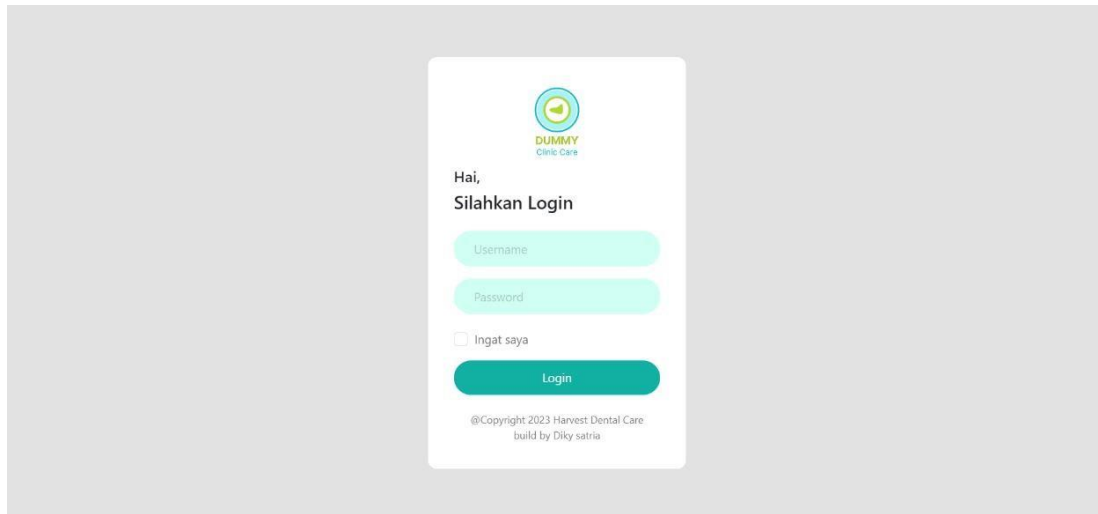 DUMMY
Clinic Care
Hai,
Silahkan Login
Username
Password
Ingat saya
Login
@Copyright 2023 Harvest Dental Care
build by Diky satria